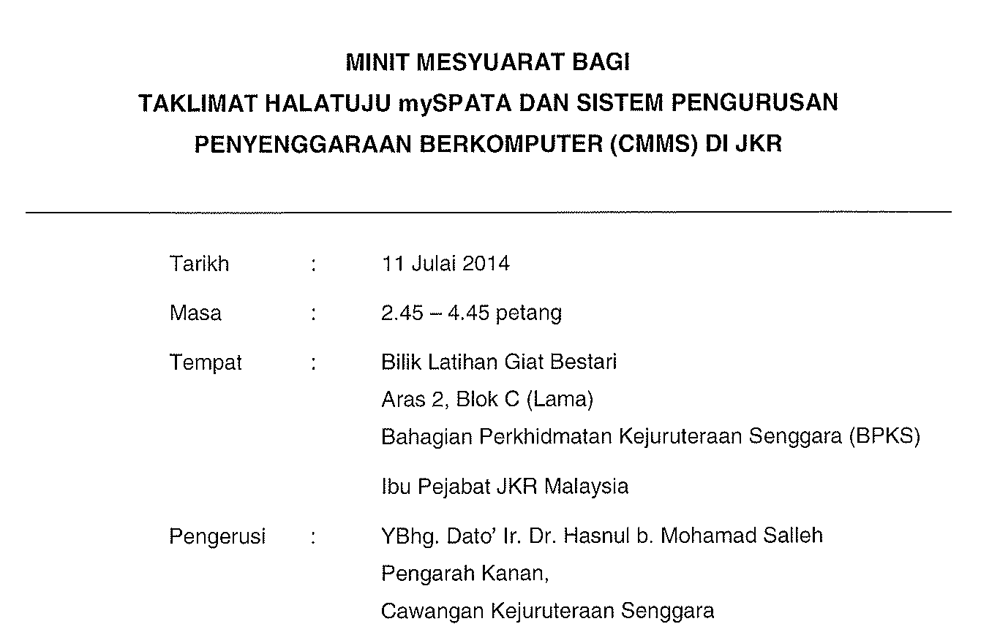 MINIT MESYUARAT BAGI
TAKLIMAT HALATUJU mySPATA DAN SISTEM PENGURUSAN
PENYENGGARAAN BERKOMPUTER (CMMS) DI JKR
Tarikh : 11 Julai 2014
Masa : 2.45 – 4.45 petang
Tempat : Bilik Latihan Giat Bestari
Aras 2, Blok C (Lama)
Bahagian Perkhidmatan Kejuruteraan Senggara (BPKS)
Ibu Pejabat JKR Malaysia
Pengerusi : YBhg. Dato' Ir. Dr. Hasnul b. Mohamad Salleh
Pengarah Kanan,
Cawangan Kejuruteraan Senggara